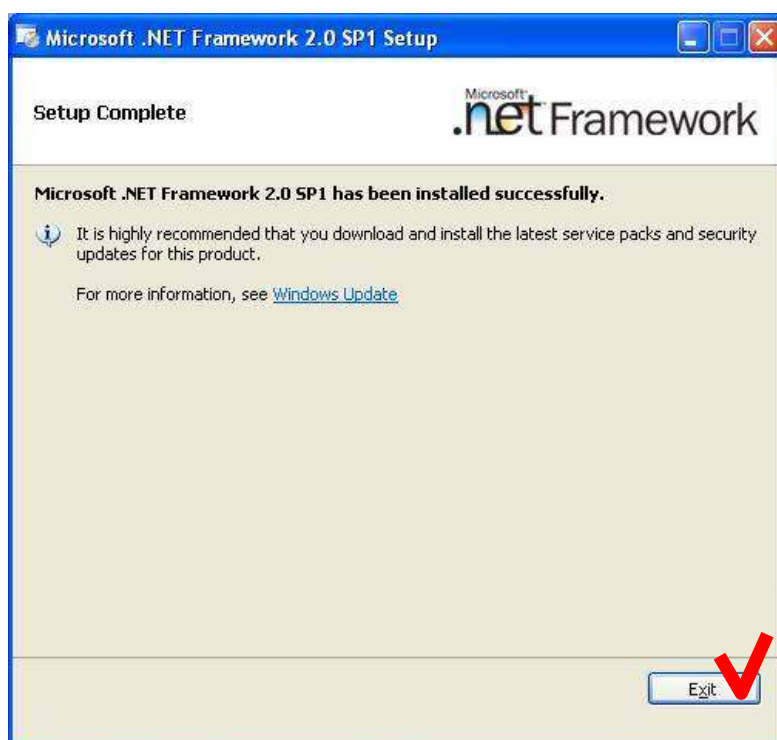 Microsoft .NET Framework 2.0 SP1 Setup
Setup Complete
Microsoft
.net Framework
Microsoft .NET Framework 2.0 SP1 has been installed successfully.
It is highly recommended that you download and install the latest service packs and security
updates for this product.
For more information, see Windows Update
Exit